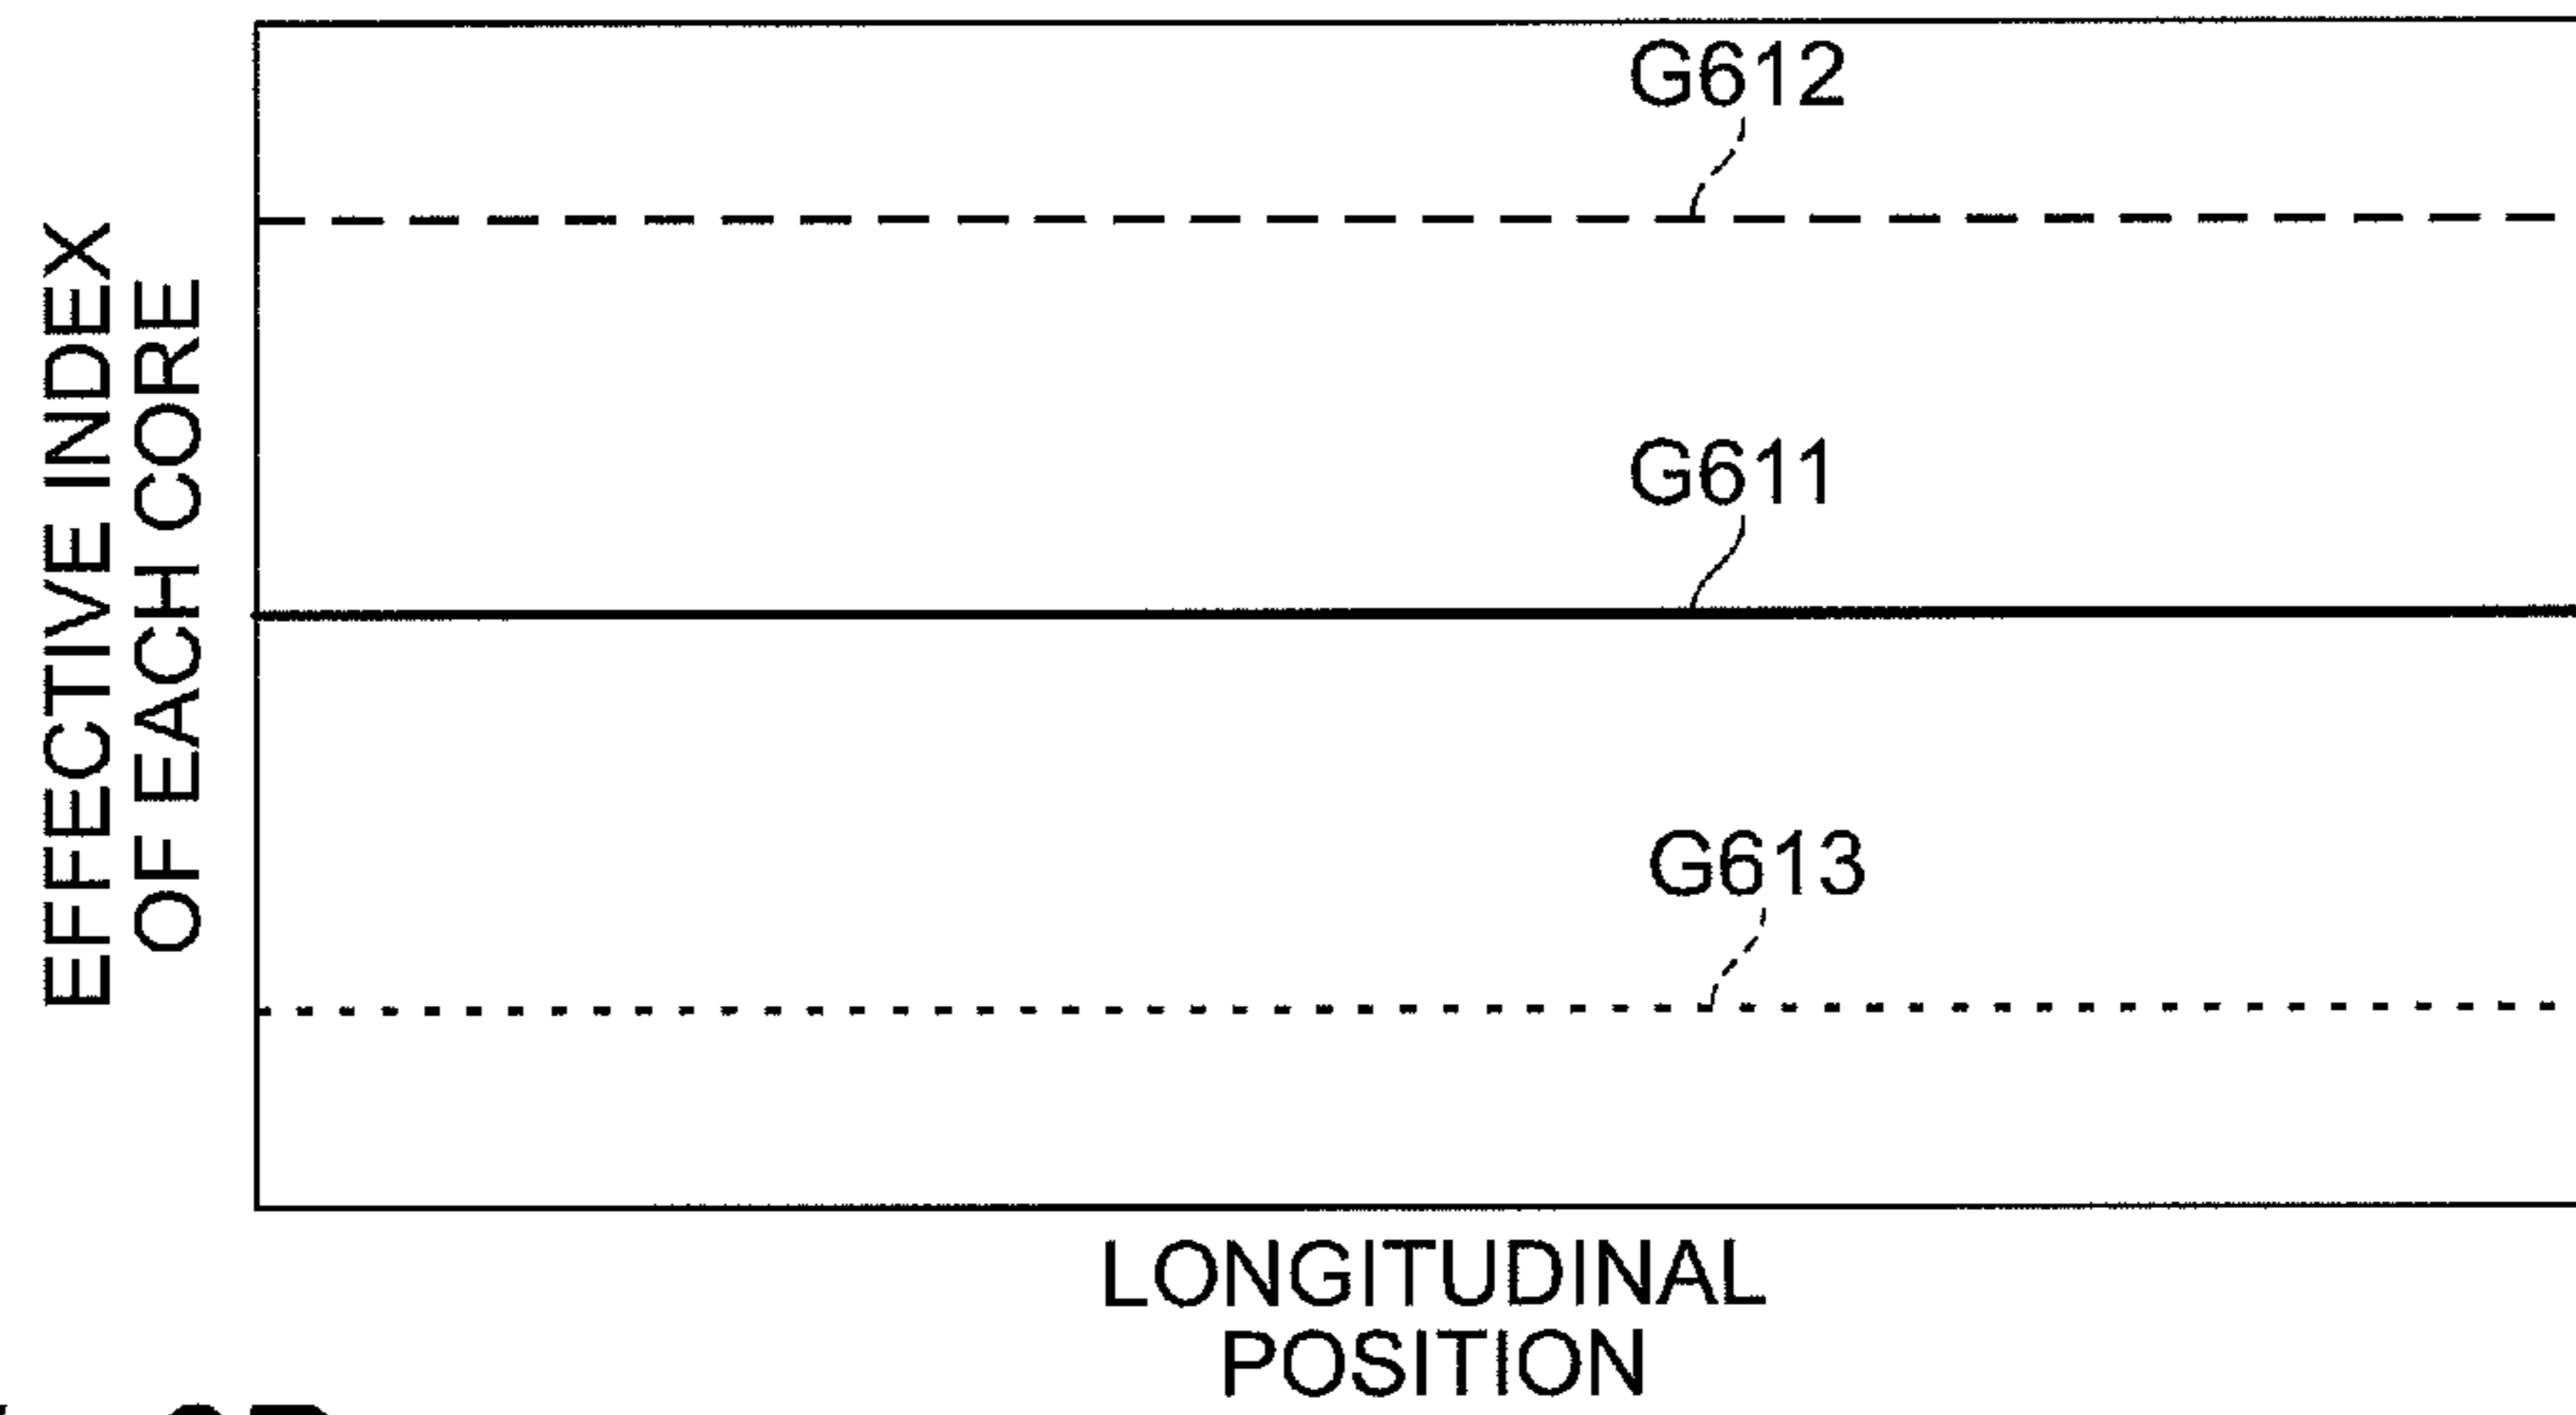 G612
EFFECTIVE INDEX
OF EACH CORE
G611
G613
LONGITUDINAL
POSITION